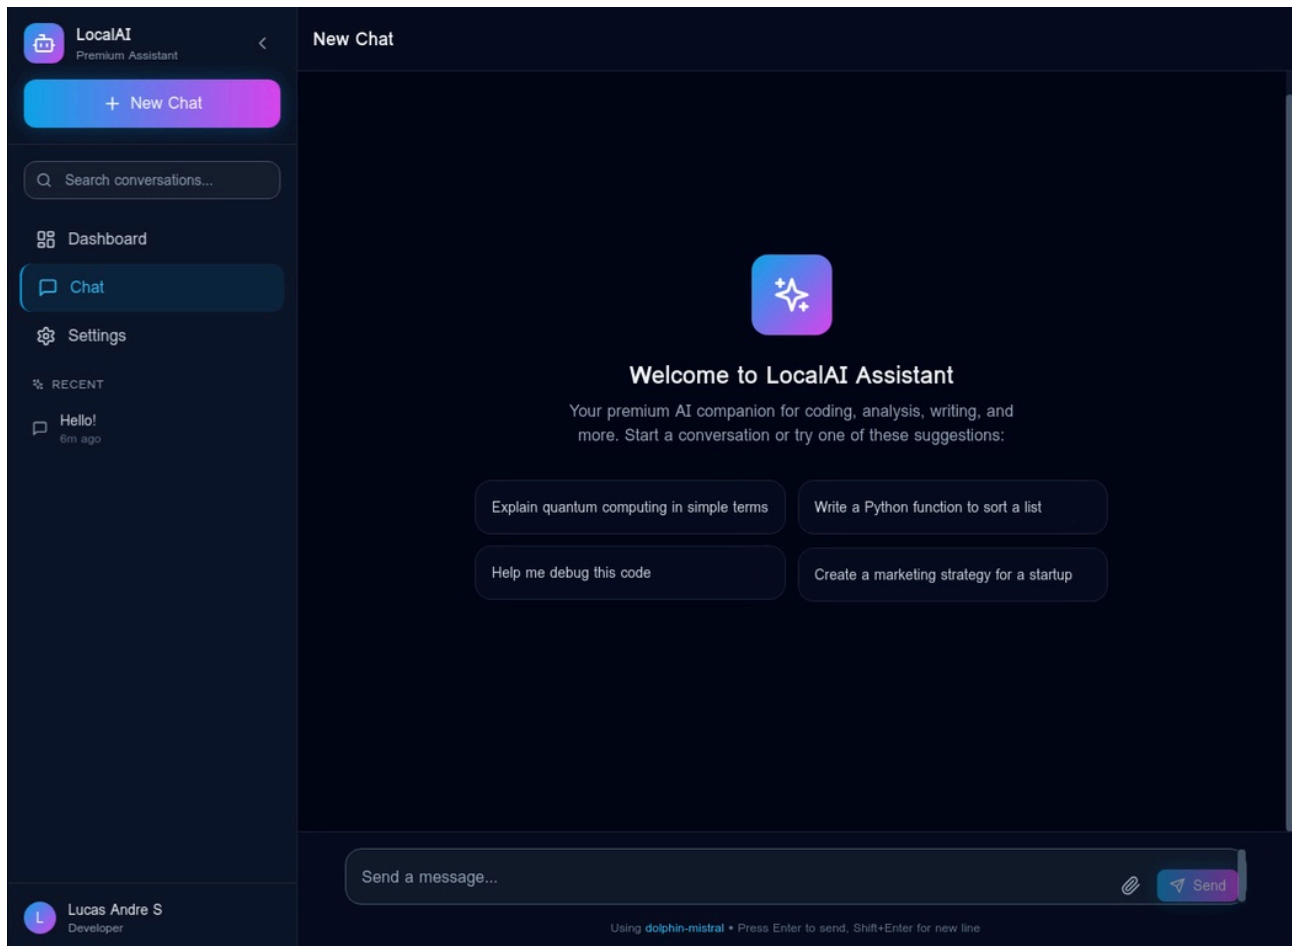 LocalAI
Premium Assistant
New Chat
Search conversations...
Dashboard
Chat
Settings
RECENT
Hello!
6m ago
L
Lucas Andre S
Developer
New Chat
Welcome to LocalAI Assistant
Your premium AI companion for coding, analysis, writing, and
more. Start a conversation or try one of these suggestions:
Explain quantum computing in simple terms
Write a Python function to sort a list
Help me debug this code
Create a marketing strategy for a startup
Send a message...
Send
Using dolphin-mistral • Press Enter to send, Shift+Enter for new line